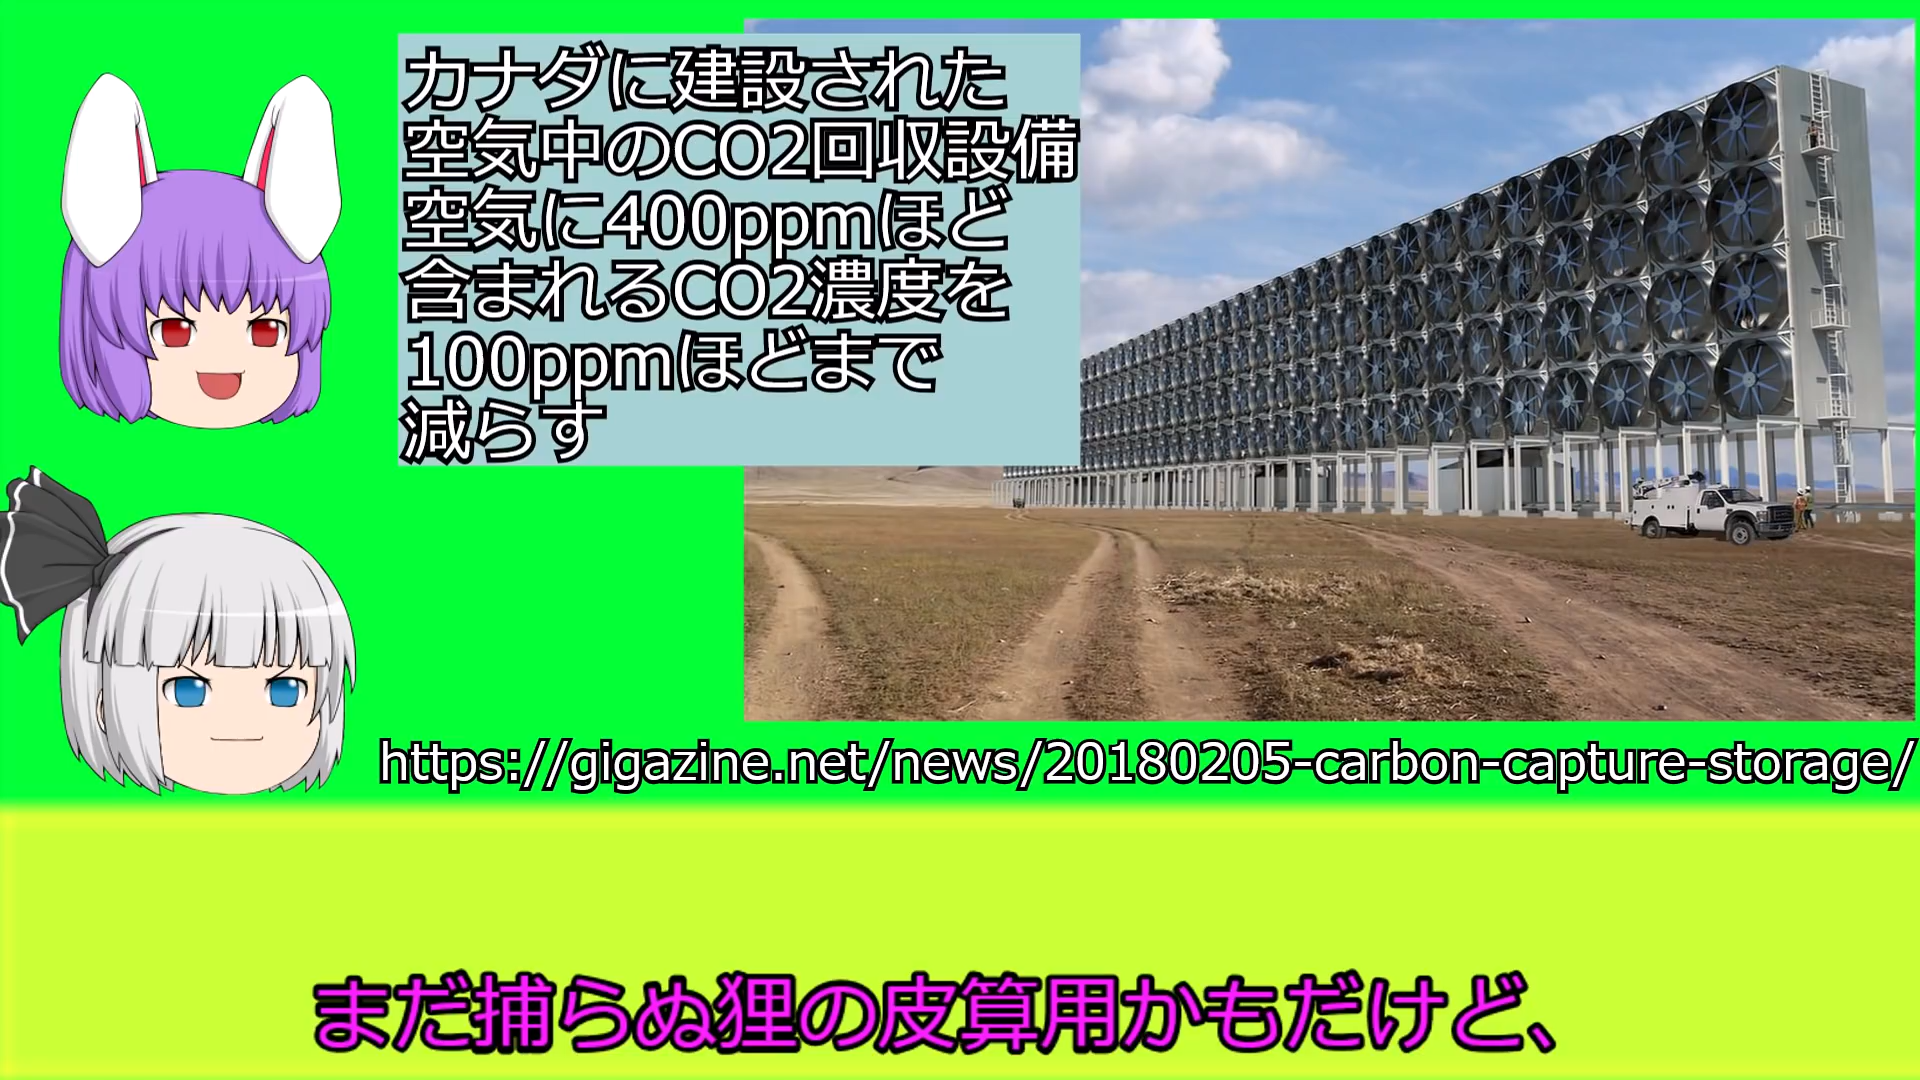 カナダに建設された
空気中のCO2回収設備
空気に400ppmほど
含まれるCO2濃度を
100ppmほどまで
減らす
https://gigazine.net/news/20180205-carbon-capture-storage/
まだ捕らぬ狸の皮算用かもだけど、